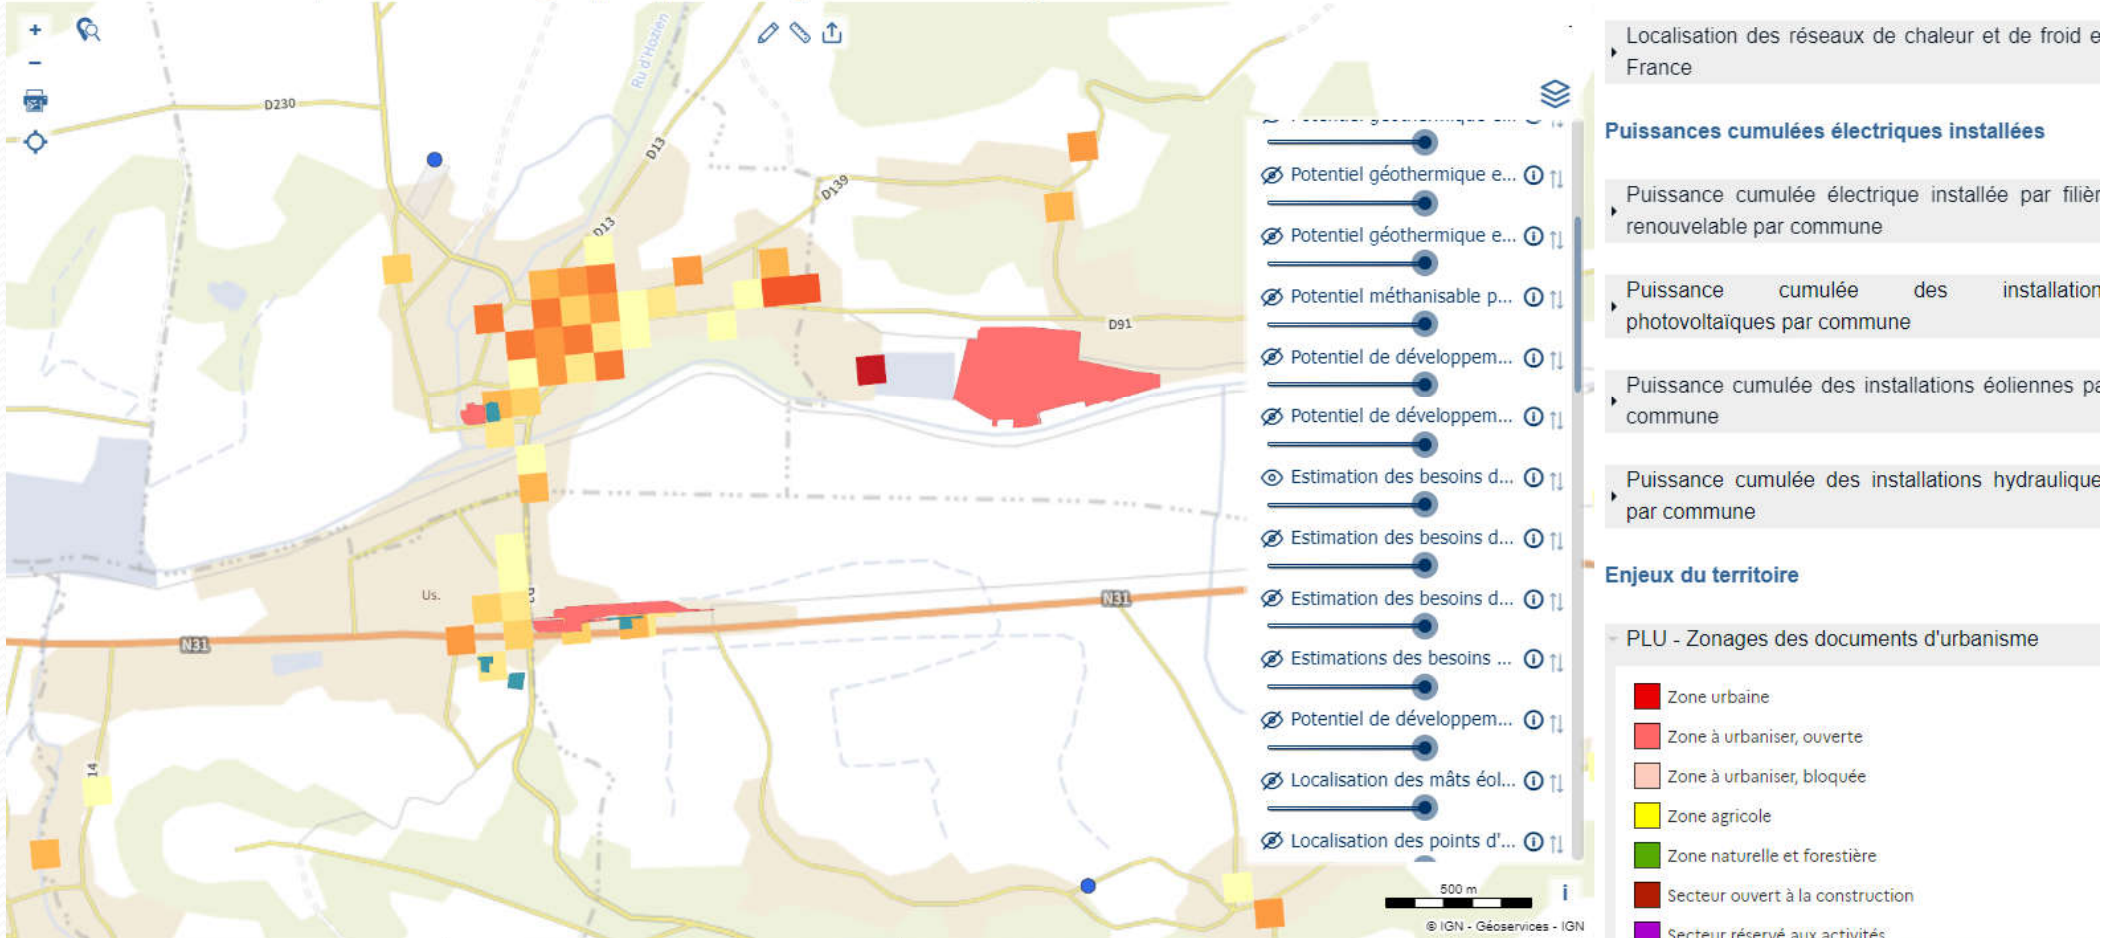 Ru d'Hozien
D230
D13
D139
D13
D91
Us.
N31
N31
14
Potentiel géothermique e...
Potentiel géothermique e...
Potentiel méthanisable p...
Potentiel de développem...
Potentiel de développem...
Estimation des besoins d...
Estimation des besoins d...
Estimation des besoins d...
Estimations des besoins ...
Potentiel de développem...
Localisation des mâts éol...
Localisation des points d'...
500 m
© IGN - Géoservices - IGN
Localisation des réseaux de chaleur et de froid e
France
Puissances cumulées électriques installées
Puissance cumulée électrique installée par filièr
renouvelable par commune
Puissance cumulée des installation
photovoltaïques par commune
Puissance cumulée des installations éoliennes pa
commune
Puissance cumulée des installations hydraulique
par commune
Enjeux du territoire
PLU - Zonages des documents d'urbanisme
Zone urbaine
Zone à urbaniser, ouverte
Zone à urbaniser, bloquée
Zone agricole
Zone naturelle et forestière
Secteur ouvert à la construction
Secteur réservé aux activités